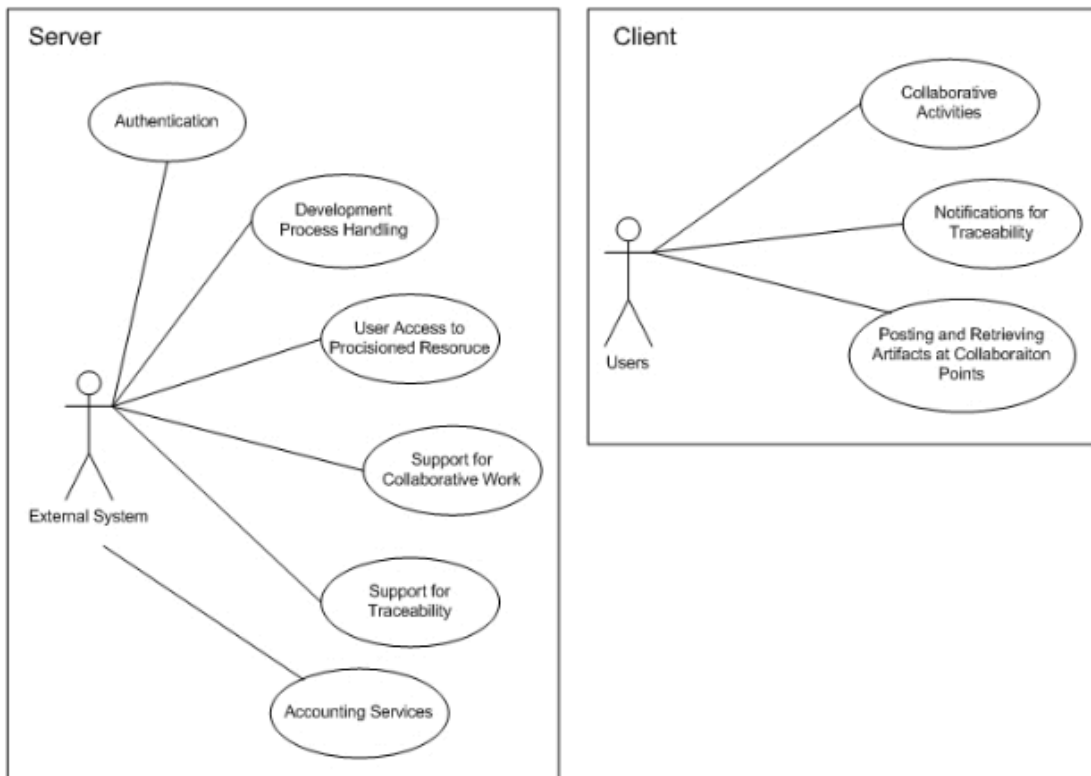 Server
Authentication
Development
Process Handling
User Access to
Procisioned Resoruce
Support for
Collaborative Work
External System
Support for
Traceability
Accounting Services
Client
Collaborative
Activities
Notifications for
Traceability
Users
Posting and Retrieving
Artifacts at Collaboraiton
Points